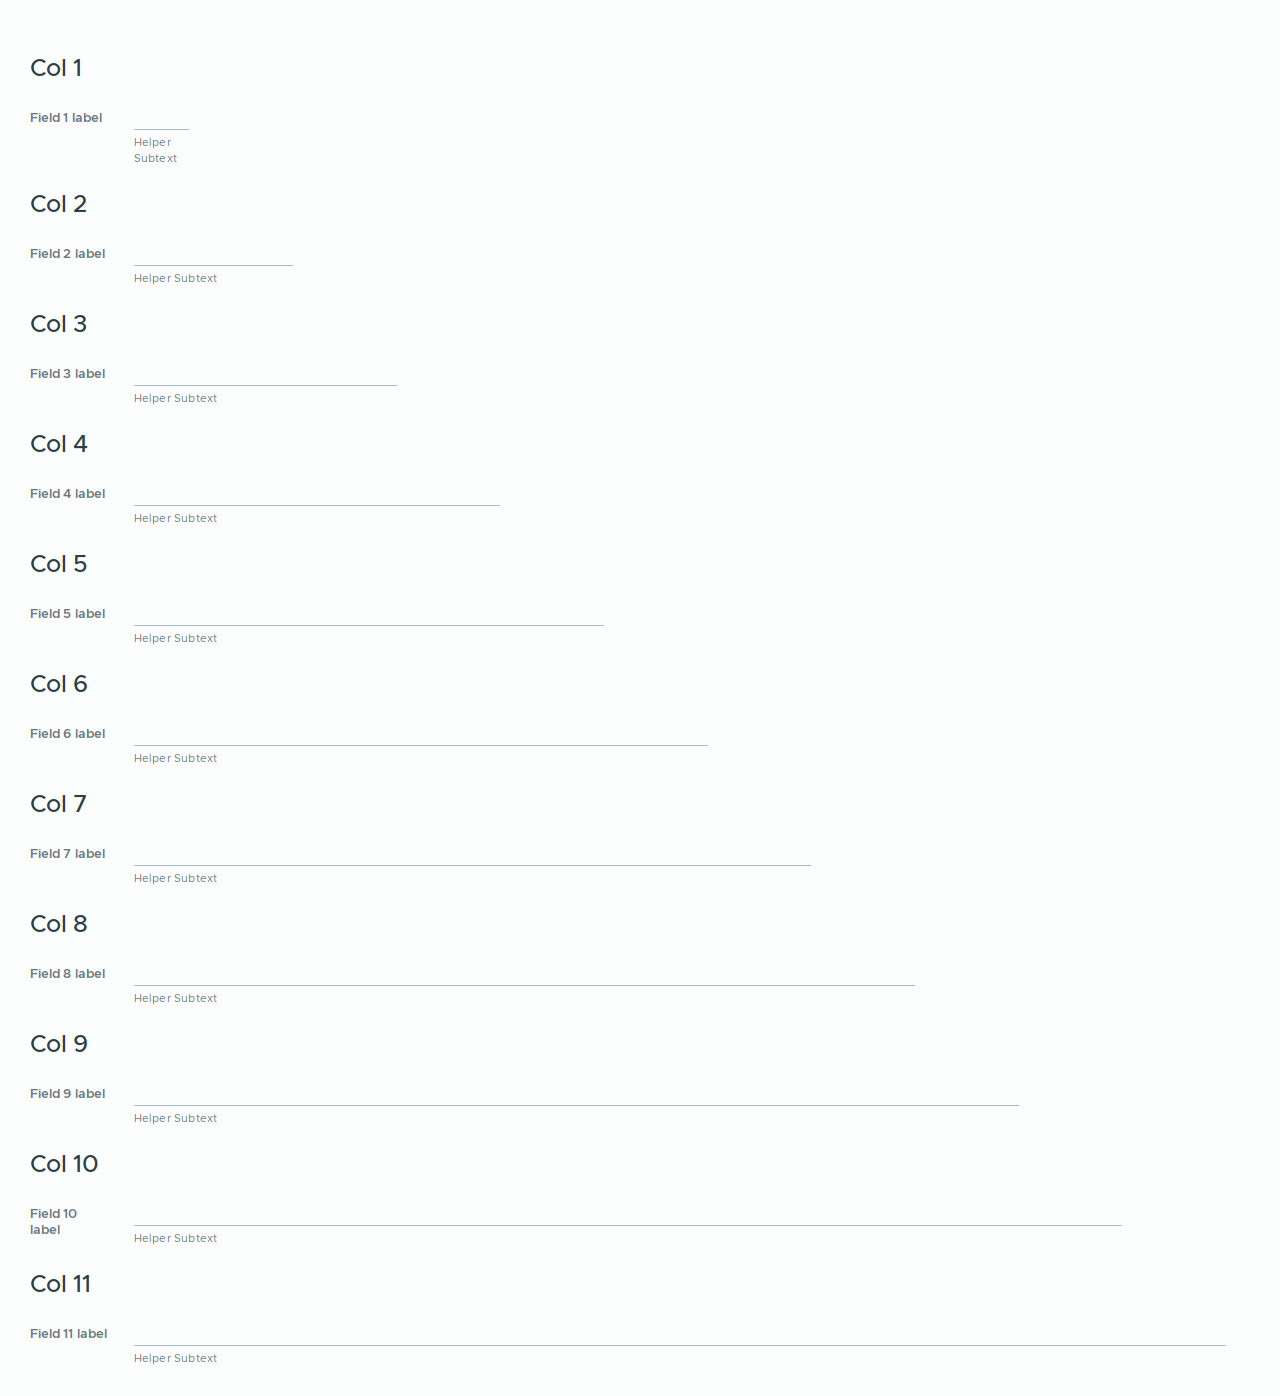 Col 1
Field 1 label
Helper
Subtext
Col 2
Field 2 label
Helper Subtext
Col 3
Field 3 label
Helper Subtext
Col 4
Field 4 label
Helper Subtext
Col 5
Field 5 label
Helper Subtext
Col 6
Field 6 label
Helper Subtext
Col 7
Field 7 label
Helper Subtext
Col 8
Field 8 label
Helper Subtext
Col 9
Field 9 label
Helper Subtext
Col 10
Field 10
label
Helper Subtext
Col 11
Field 11 label
Helper Subtext